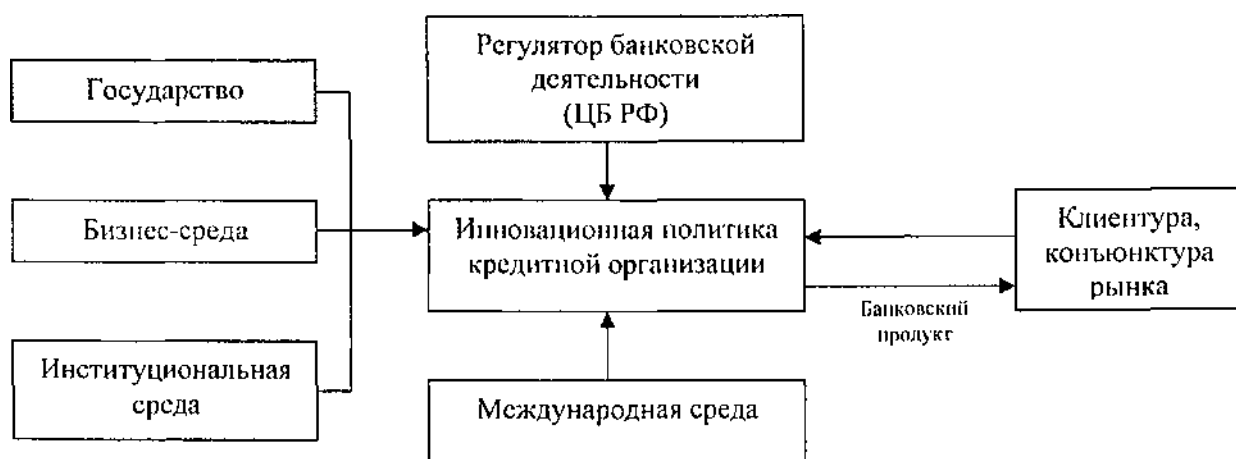 Регулятор банковской
деятельности
(ЦБ РФ)
Государство
Бизнес-среда
Инновационная политика
кредитной организации
Клиентура,
конъюнктура
рынка
Банковский
продукт
Институциональная
среда
Международная среда